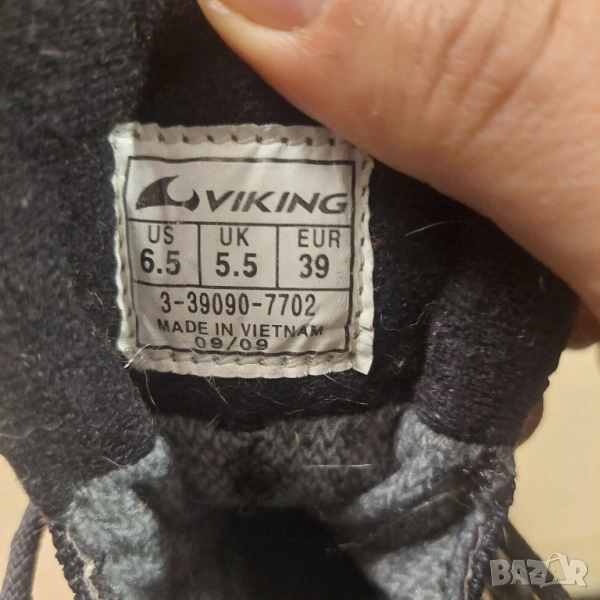 VIKING
US UK EUR
6.5 5.5 39
3-39090-7702
MADE IN VIETNAM
09/09
BAZAR